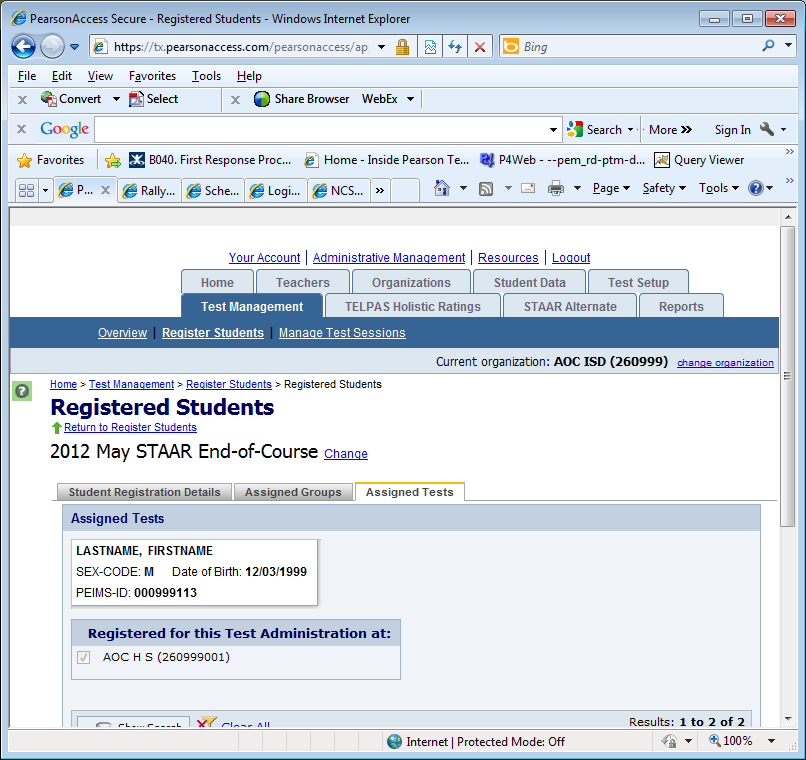 PearsonAccess Secure - Registered Students - Windows Internet Explorer
https://tx.pearsonaccess.com/pearsonaccess/ap
Bing
File Edit View Favorites Tools Help
x Convert Select x Share Browser WebEx
x Google Search More » Sign In
Favorites B040. First Response Proc... Home - Inside Pearson Te... P4Web - --pem_rd-ptm-d... Query Viewer »
P... x Rally... Sche... Logi... NCS... » Page Safety Tools »
Your Account | Administrative Management | Resources | Logout
Home Teachers Organizations Student Data Test Setup
Test Management TELPAS Holistic Ratings STAAR Alternate Reports
Overview | Register Students | Manage Test Sessions
Current organization: AOC ISD (260999) change organization
Home > Test Management > Register Students > Registered Students
Registered Students
Return to Register Students
2012 May STAAR End-of-Course Change
Student Registration Details Assigned Groups Assigned Tests
Assigned Tests
LASTNAME, FIRSTNAME
SEX-CODE: M Date of Birth: 12/03/1999
PEIMS-ID: 000999113
Registered for this Test Administration at:
AOC H S (260999001)
Show Search Clear All Results: 1 to 2 of 2
Internet | Protected Mode: Off 100%